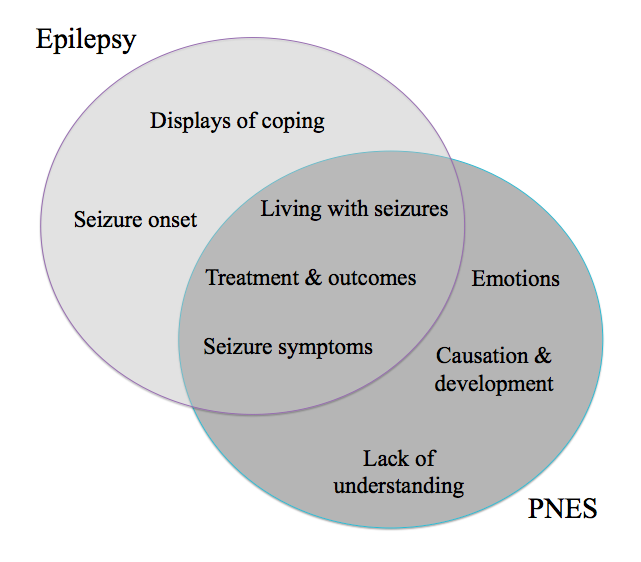 Epilepsy
Displays of coping
Living with seizures
Seizure onset
Treatment & outcomes
Emotions
Seizure symptoms
Causation &
development
Lack of
understanding
PNES